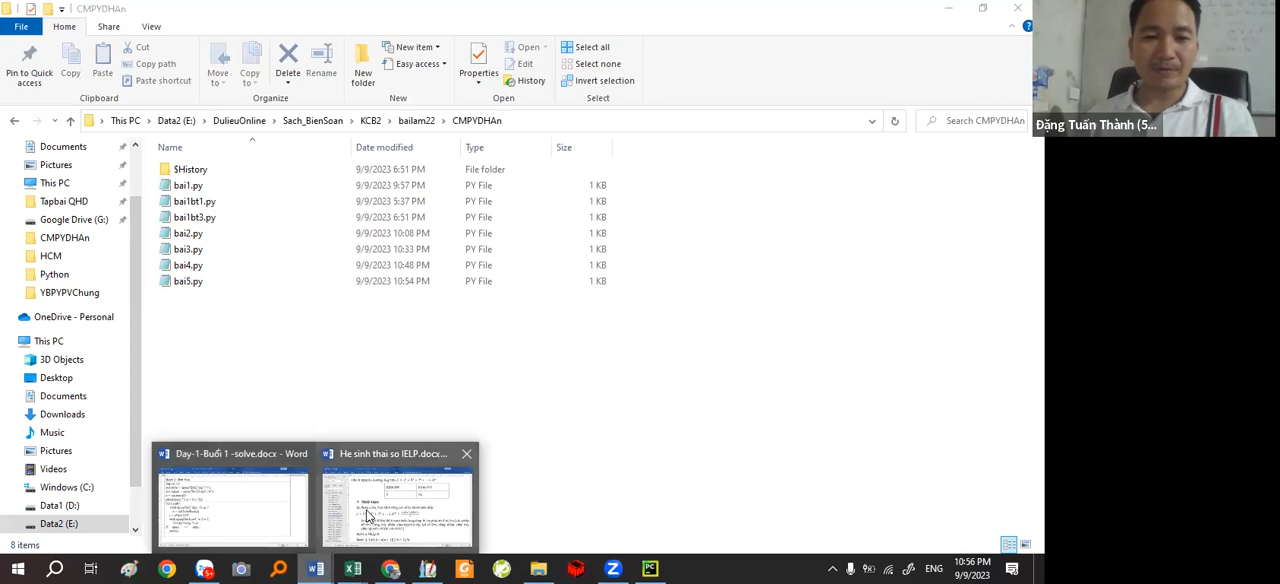 CMPYDHAn
File Home Share View
Pin to Quick access
Copy
Paste
Cut
Copy path
Paste shortcut
Clipboard
Move to
Copy to
Delete
Rename
Organize
New folder
New item
Easy access
New
Properties
Open
Edit
History
Open
Select all
Select none
Invert selection
Select
Đặng Tuấn Thành (5...
This PC > Data2 (E:) > DulieuOnline > Sach_BienSoan > KCB2 > bailam22 > CMPYDHAn
Search CMPYDHAn
Name Date modified Type Size
$History 9/9/2023 6:51 PM File folder
bai1.py 9/9/2023 9:57 PM PY File 1 KB
bai1bt1.py 9/9/2023 5:37 PM PY File 1 KB
bai1bt3.py 9/9/2023 6:51 PM PY File 1 KB
bai2.py 9/9/2023 10:08 PM PY File 1 KB
bai3.py 9/9/2023 10:33 PM PY File 1 KB
bai4.py 9/9/2023 10:48 PM PY File 1 KB
bai5.py 9/9/2023 10:54 PM PY File 1 KB
Documents
Pictures
This PC
Tapbai QHD
Google Drive (G:)
CMPYDHAn
HCM
Python
YBPYPVChung
OneDrive - Personal
This PC
3D Objects
Desktop
Documents
Downloads
Music
Pictures
Videos
Windows (C:)
Data1 (D:)
Data2 (E:)
8 items
Day-1-Buổi 1 -solve.docx - Word
He sinh thai so IELP.docx...
ENG
10:56 PM
9/9/2023